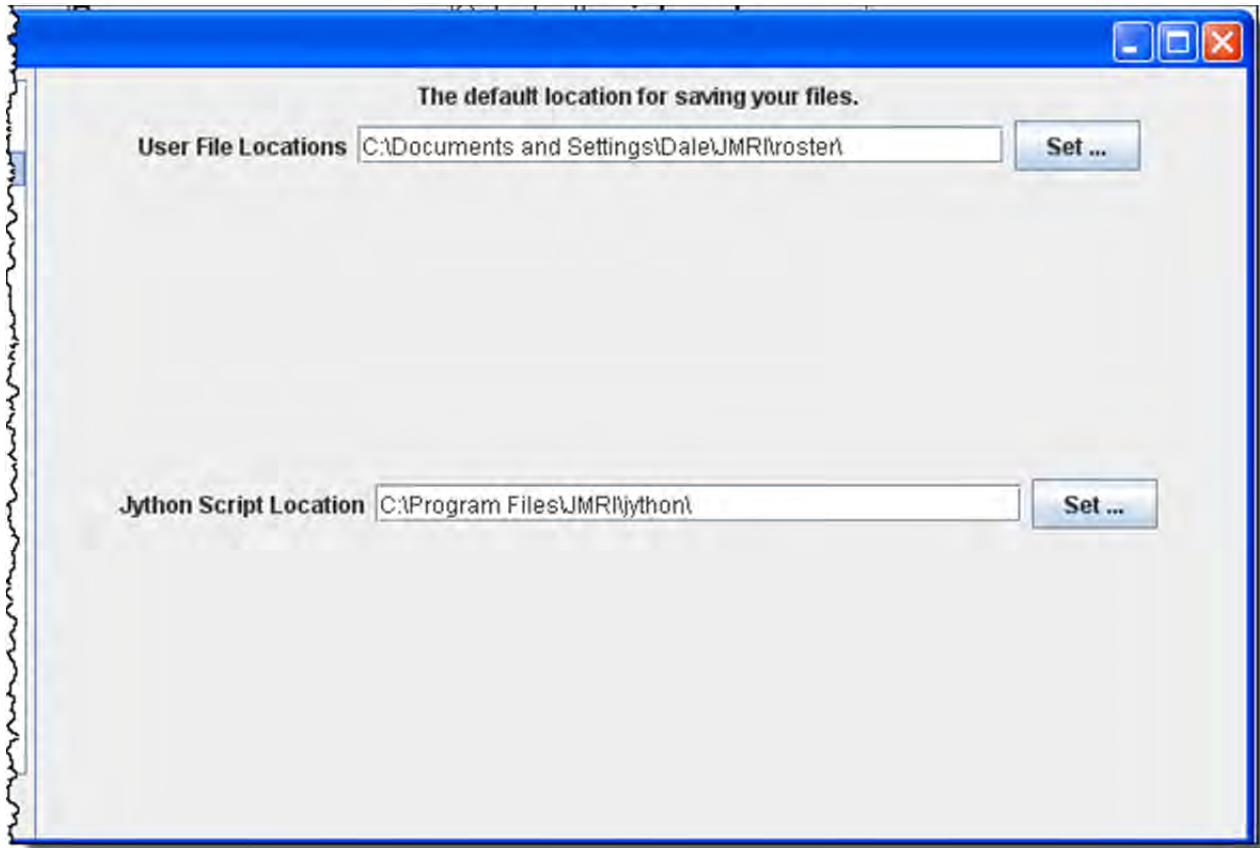 The default location for saving your files.
User File Locations C:\Documents and Settings\Dale\JMRI\roster\ Set ...
Jython Script Location C:\Program Files\JMRI\jython\ Set ...